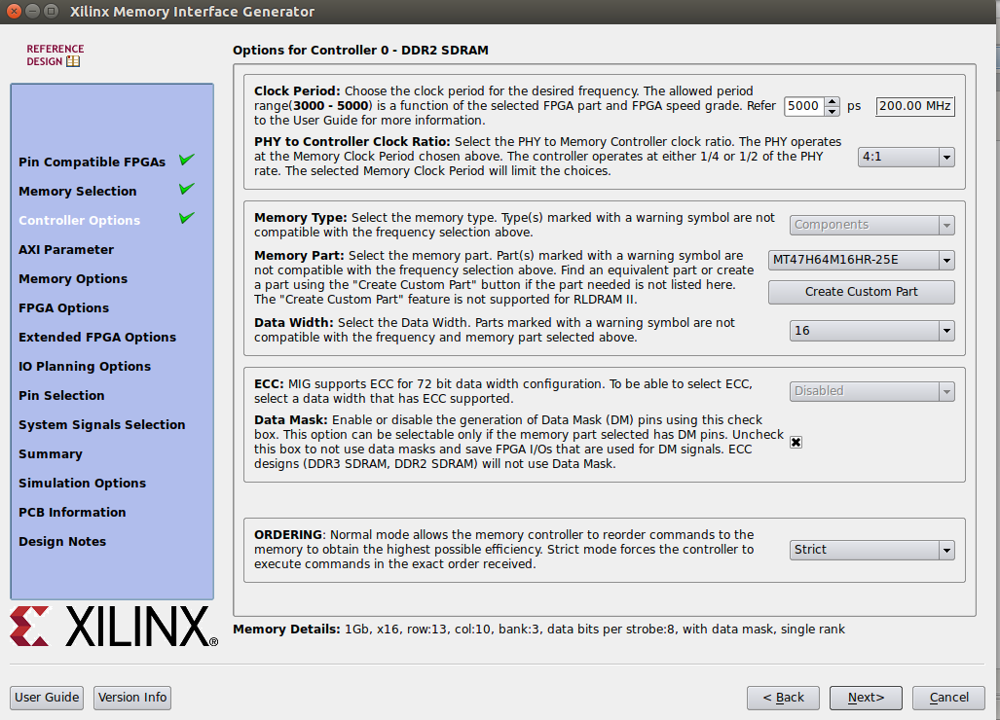 Xilinx Memory Interface Generator
REFERENCE
DESIGN
Pin Compatible FPGAs
Memory Selection
Controller Options
AXI Parameter
Memory Options
FPGA Options
Extended FPGA Options
IO Planning Options
Pin Selection
System Signals Selection
Summary
Simulation Options
PCB Information
Design Notes
XILINX®
Options for Controller 0 - DDR2 SDRAM
Clock Period: Choose the clock period for the desired frequency. The allowed period
range(3000 - 5000) is a function of the selected FPGA part and FPGA speed grade. Refer
to the User Guide for more information.
5000 ps 200.00 MHz
PHY to Controller Clock Ratio: Select the PHY to Memory Controller clock ratio. The PHY operates
at the Memory Clock Period chosen above. The controller operates at either 1/4 or 1/2 of the PHY
rate. The selected Memory Clock Period will limit the choices.
4:1
Memory Type: Select the memory type. Type(s) marked with a warning symbol are not
compatible with the frequency selection above.
Components
Memory Part: Select the memory part. Part(s) marked with a warning symbol are
not compatible with the frequency selection above. Find an equivalent part or create
a part using the "Create Custom Part" button if the part needed is not listed here.
The "Create Custom Part" feature is not supported for RLDRAM II.
MT47H64M16HR-25E
Create Custom Part
Data Width: Select the Data Width. Parts marked with a warning symbol are not
compatible with the frequency and memory part selected above.
16
ECC: MIG supports ECC for 72 bit data width configuration. To be able to select ECC,
select a data width that has ECC supported.
Disabled
Data Mask: Enable or disable the generation of Data Mask (DM) pins using this check
box. This option can be selectable only if the memory part selected has DM pins. Uncheck
this box to not use data masks and save FPGA I/Os that are used for DM signals. ECC
designs (DDR3 SDRAM, DDR2 SDRAM) will not use Data Mask.
ORDERING: Normal mode allows the memory controller to reorder commands to the
memory to obtain the highest possible efficiency. Strict mode forces the controller to
execute commands in the exact order received.
Strict
Memory Details: 1Gb, x16, row:13, col:10, bank:3, data bits per strobe:8, with data mask, single rank
User Guide
Version Info
< Back
Next>
Cancel